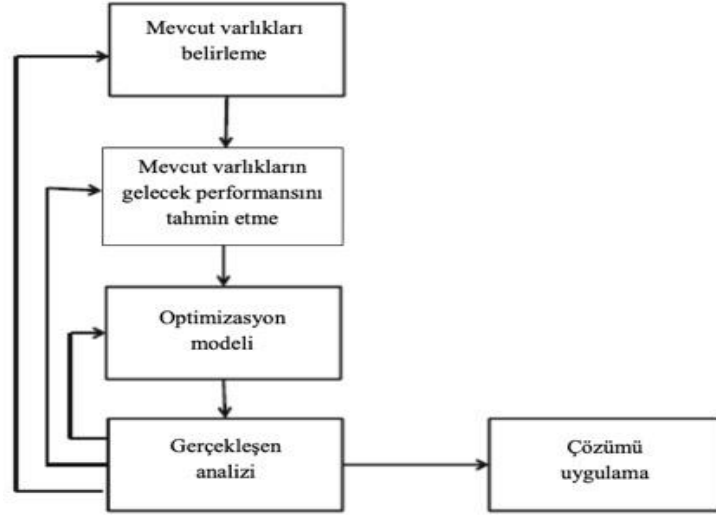 Mevcut varlıkları
belirleme
Mevcut varlıkların
gelecek performansını
tahmin etme
Optimizasyon
modeli
Gerçekleşen
analizi
Çözümü
uygulama